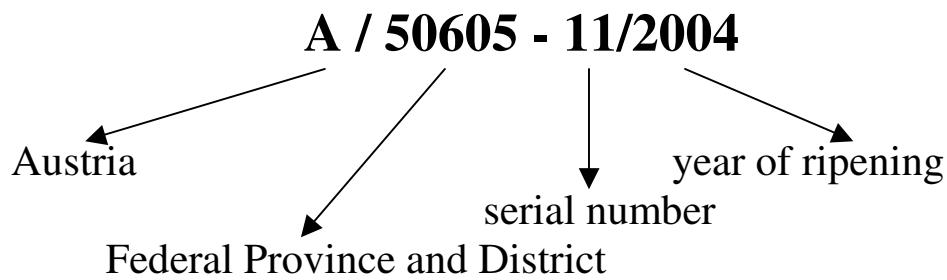 A / 50605 - 11/2004
Austria
year of ripening
serial number
Federal Province and District